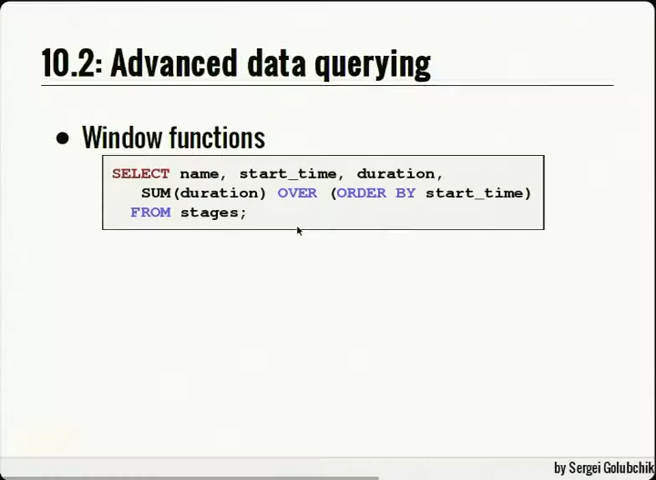 10.2: Advanced data querying
● Window functions
SELECT name, start_time, duration,
SUM(duration) OVER (ORDER BY start_time)
FROM stages;
by Sergei Golubchik